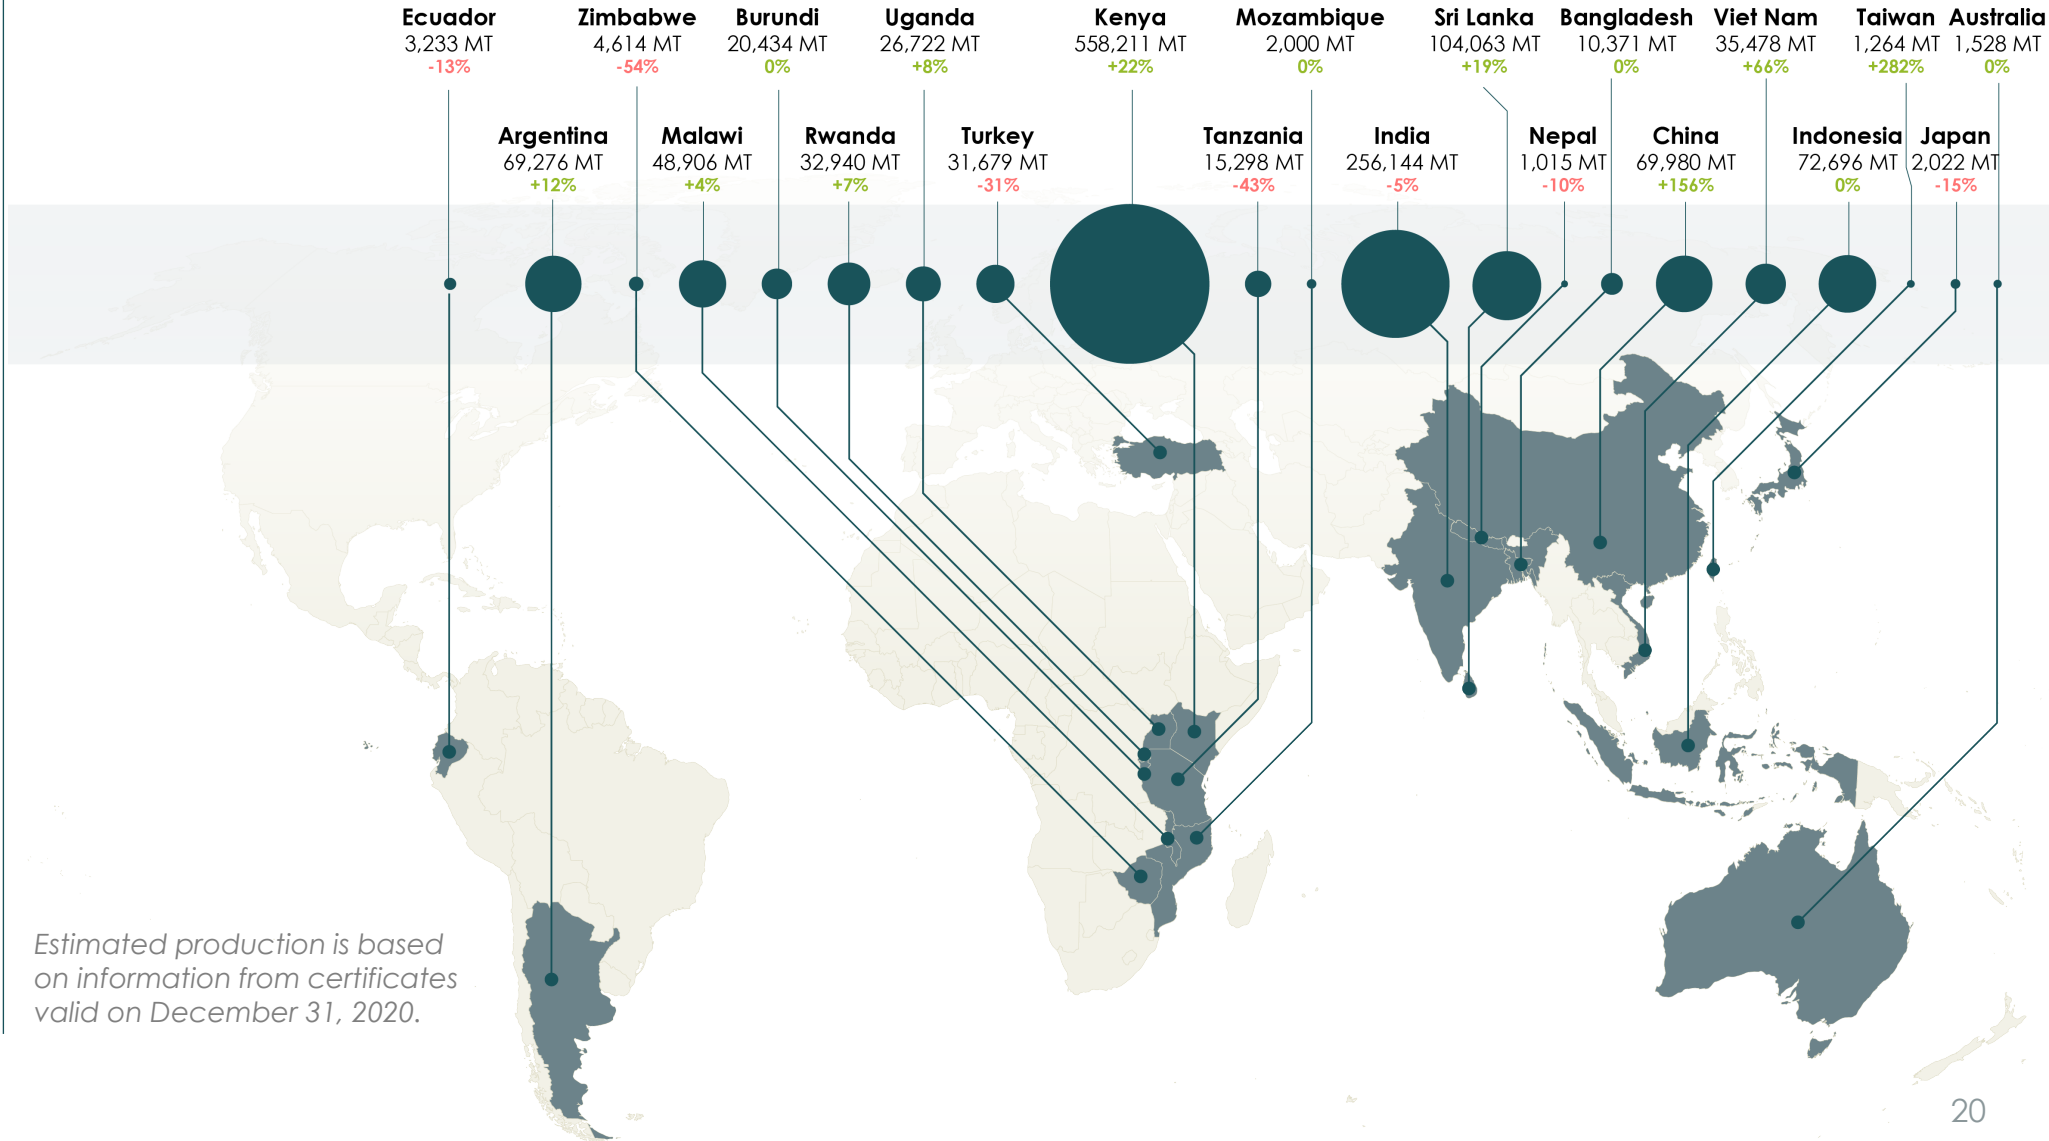 Ecuador
3,233 MT
-13%
Zimbabwe
4,614 MT
-54%
Burundi
20,434 MT
0%
Uganda
26,722 MT
+8%
Kenya
558,211 MT
+22%
Mozambique
2,000 MT
0%
Sri Lanka
104,063 MT
+19%
Bangladesh
10,371 MT
0%
Viet Nam
35,478 MT
+66%
Taiwan
1,264 MT
+282%
Australia
1,528 MT
0%
Argentina
69,276 MT
+12%
Malawi
48,906 MT
+4%
Rwanda
32,940 MT
+7%
Turkey
31,679 MT
-31%
Tanzania
15,298 MT
-43%
India
256,144 MT
-5%
Nepal
1,015 MT
-10%
China
69,980 MT
+156%
Indonesia
72,696 MT
0%
Japan
2,022 MT
-15%
Estimated production is based
on information from certificates
valid on December 31, 2020.
20